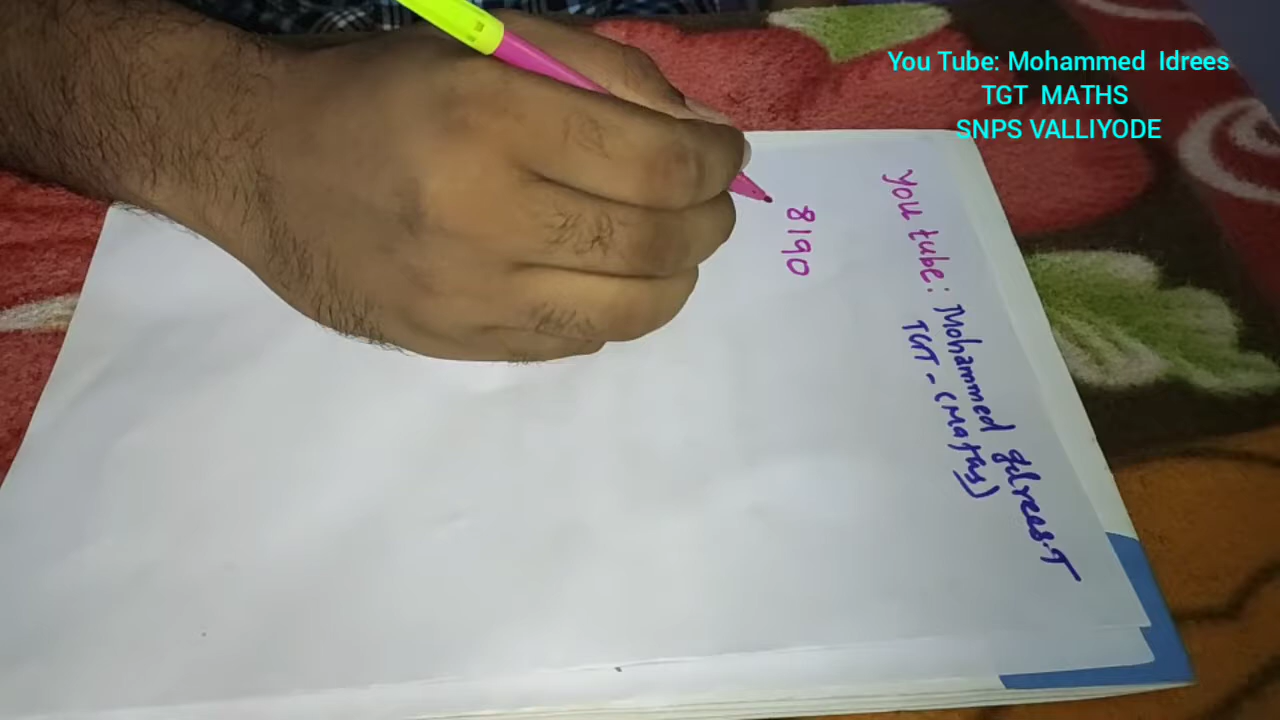 You Tube: Mohammed Idrees
TGT MATHS
SNPS VALLIYODE
You tube: Mohammed Idrees.T
TGT - (Maths)
8190